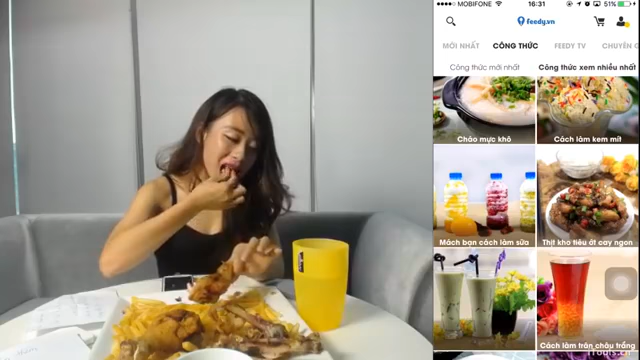 MOBIFONE 16:31 51%
feedy.vn
MỚI NHẤT CÔNG THỨC FEEDY TV CHUYÊN G
Công thức mới nhất Công thức xem nhiều nhất
Cháo mực khô
Cách làm kem mít
Mách bạn cách làm sữa
Thịt kho tiêu ớt cay ngon
Cách làm trân châu trắng